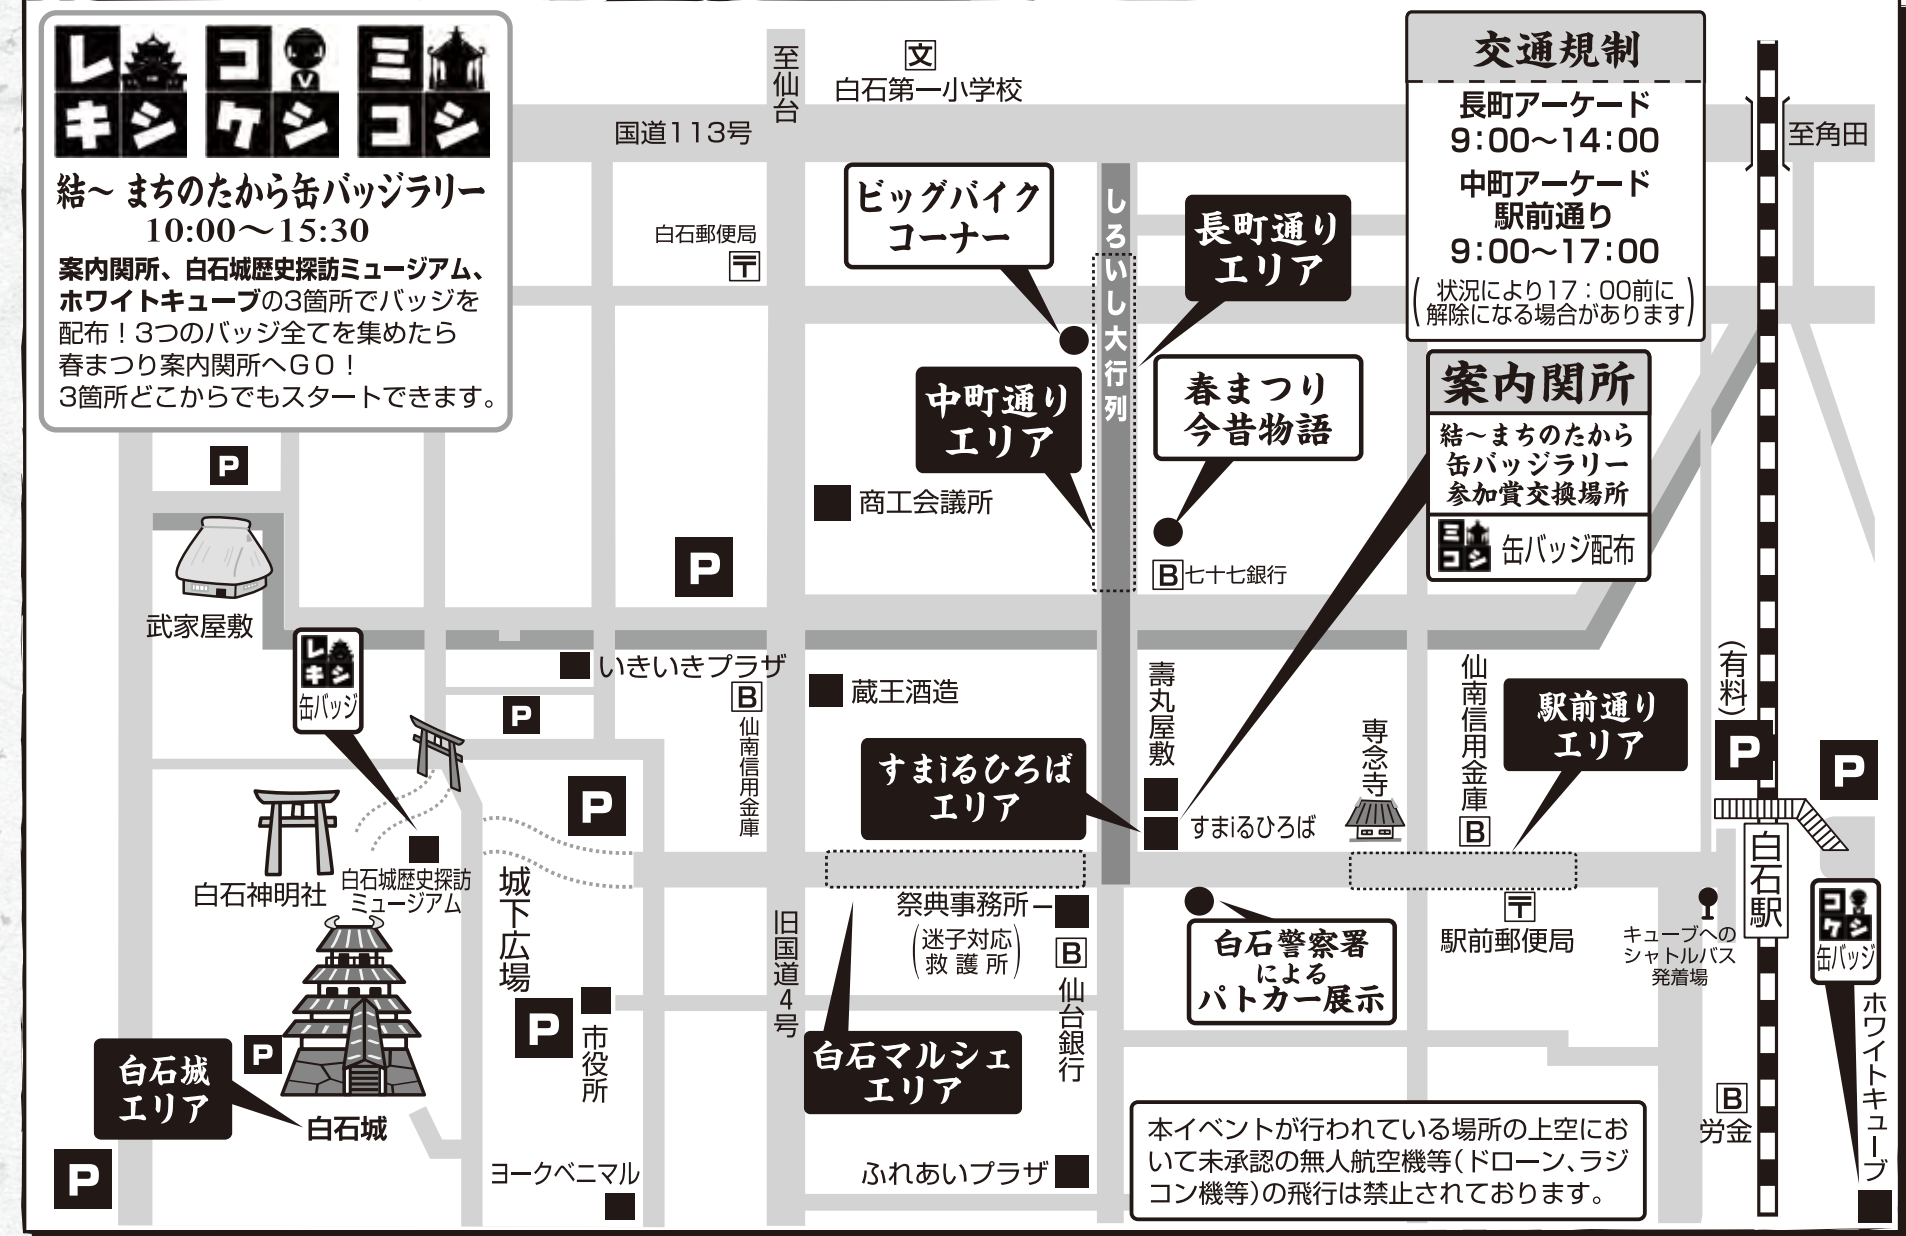 レキシ
コケシ
ミコシ
結～ まちのたから缶バッジラリー
10:00～15:30
案内関所、白石城歴史探訪ミュージアム、
ホワイトキューブの3箇所でバッジを
配布！3つのバッジ全てを集めたら
春まつり案内関所へGO！
3箇所どこからでもスタートできます。
至仙台
文
白石第一小学校
国道113号
交通規制
長町アーケード
9：00～14：00
中町アーケード
駅前通り
9：00～17：00
（状況により17：00前に
解除になる場合があります）
至角田
白石郵便局
〒
ビッグバイク
コーナー
しろいし大行列
長町通り
エリア
中町通り
エリア
春まつり
今昔物語
案内関所
結～まちのたから
缶バッジラリー
参加賞交換場所
ミコシ
缶バッジ配布
P
商工会議所
P
B七十七銀行
武家屋敷
レキシ
缶バッジ
いきいきプラザ
B
仙南信用金庫
蔵王酒造
P
壽丸屋敷
仙南信用金庫
B
専念寺
駅前通り
エリア
（有料）
P
P
すまiるひろば
エリア
すまiるひろば
P
白石神明社
白石城歴史探訪
ミュージアム
城下広場
旧国道4号
祭典事務所
（迷子対応
救護所）
B
仙台銀行
白石警察署
による
パトカー展示
〒
駅前郵便局
キューブへの
シャトルバス
発着場
白石駅
コケシ
缶バッジ
ホワイトキューブ
P
市役所
白石マルシェ
エリア
白石城
エリア
P
白石城
P
ヨークベニマル
ふれあいプラザ
本イベントが行われている場所の上空にお
いて未承認の無人航空機等（ドローン、ラジ
コン機等）の飛行は禁止されております。
B
労金